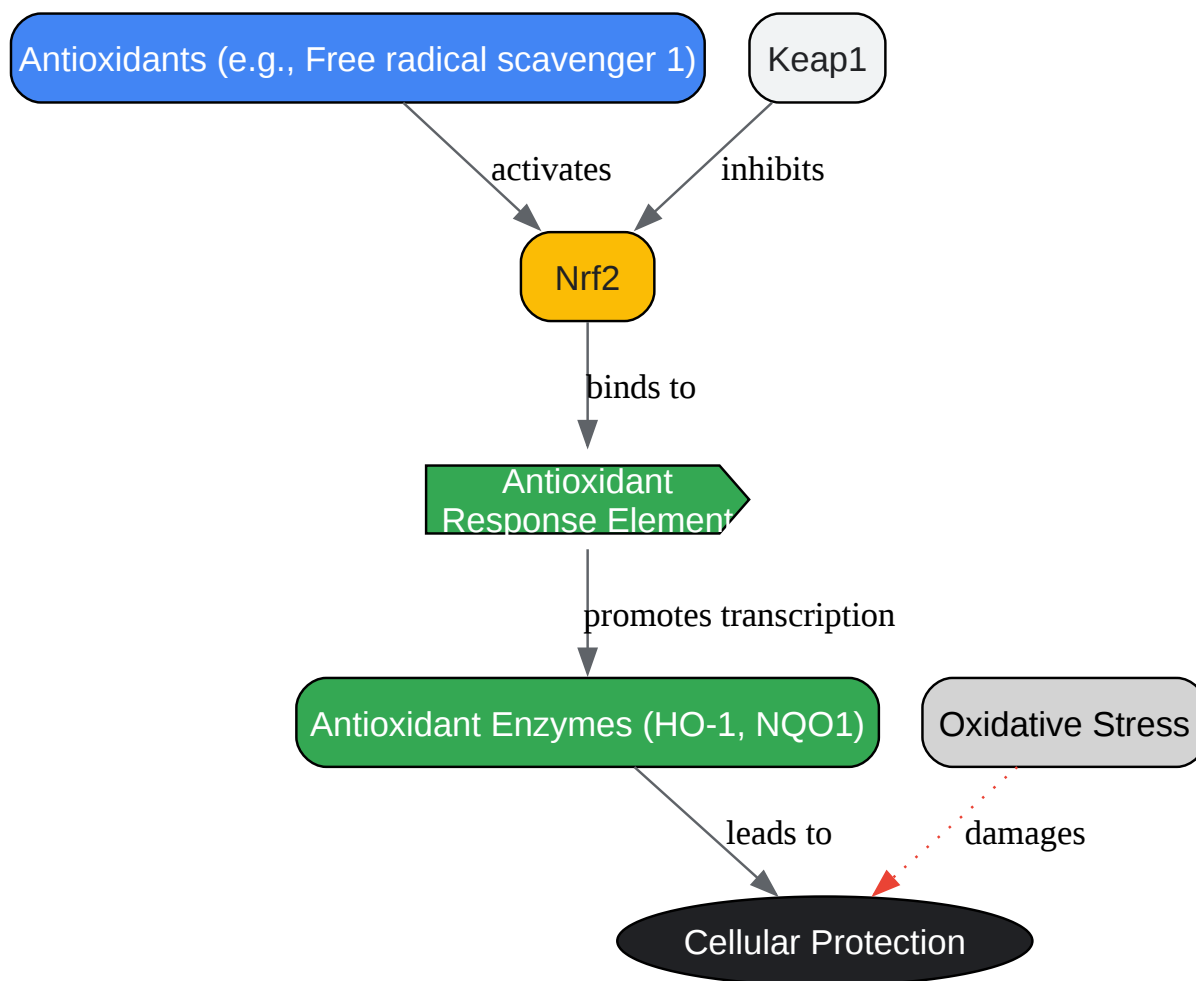 Antioxidants (e.g., Free radical scavenger 1)
Keap1
activates
inhibits
Nrf2
binds to
Antioxidant
Response Element
promotes transcription
Antioxidant Enzymes (HO-1, NQO1)
Oxidative Stress
leads to
damages
Cellular Protection